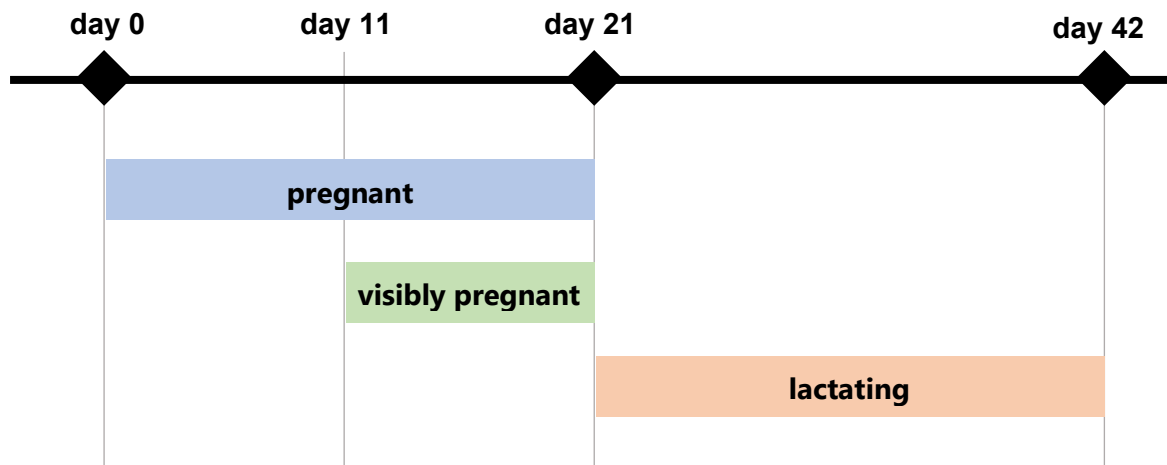 day 0 day 11 day 21 day 42
pregnant
visibly pregnant
lactating